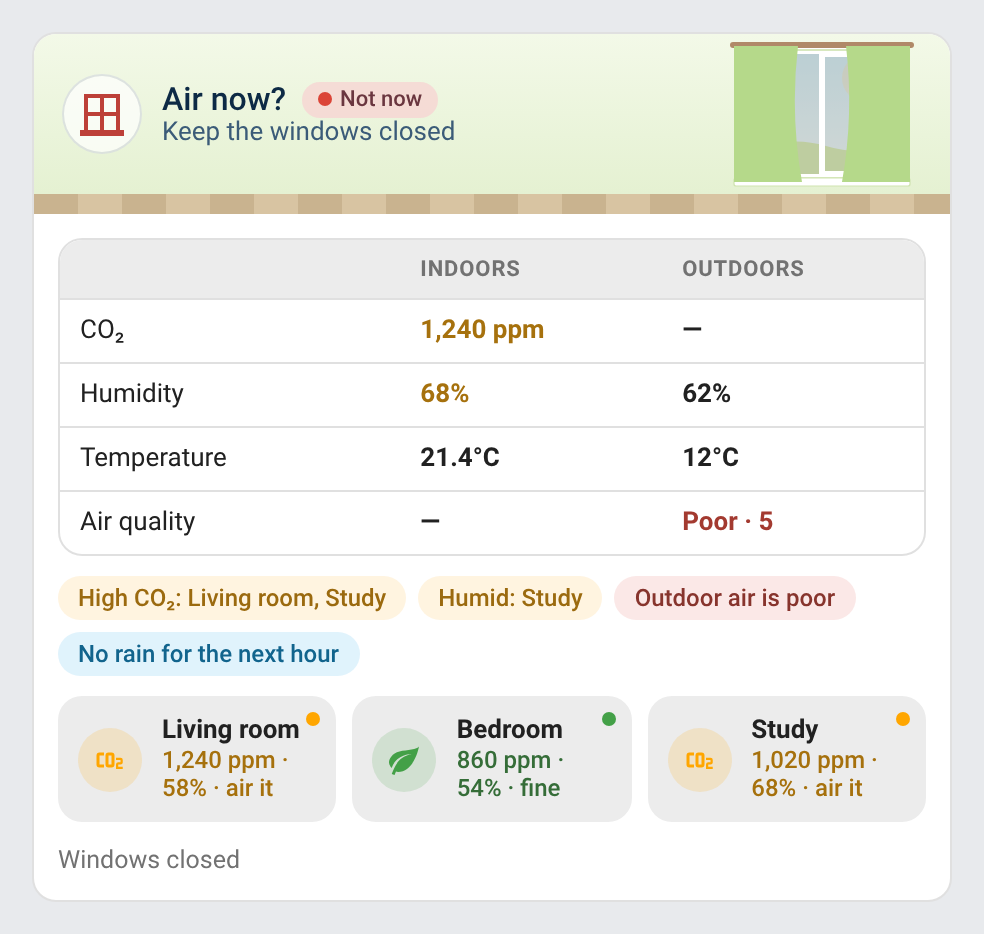 Air now? Not now
Keep the windows closed
INDOORS OUTDOORS
CO₂ 1,240 ppm –
Humidity 68% 62%
Temperature 21.4°C 12°C
Air quality – Poor · 5
High CO₂: Living room, Study Humid: Study Outdoor air is poor
No rain for the next hour
CO₂ Living room
1,240 ppm ·
58% · air it
Bedroom
860 ppm ·
54% · fine
CO₂ Study
1,020 ppm ·
68% · air it
Windows closed